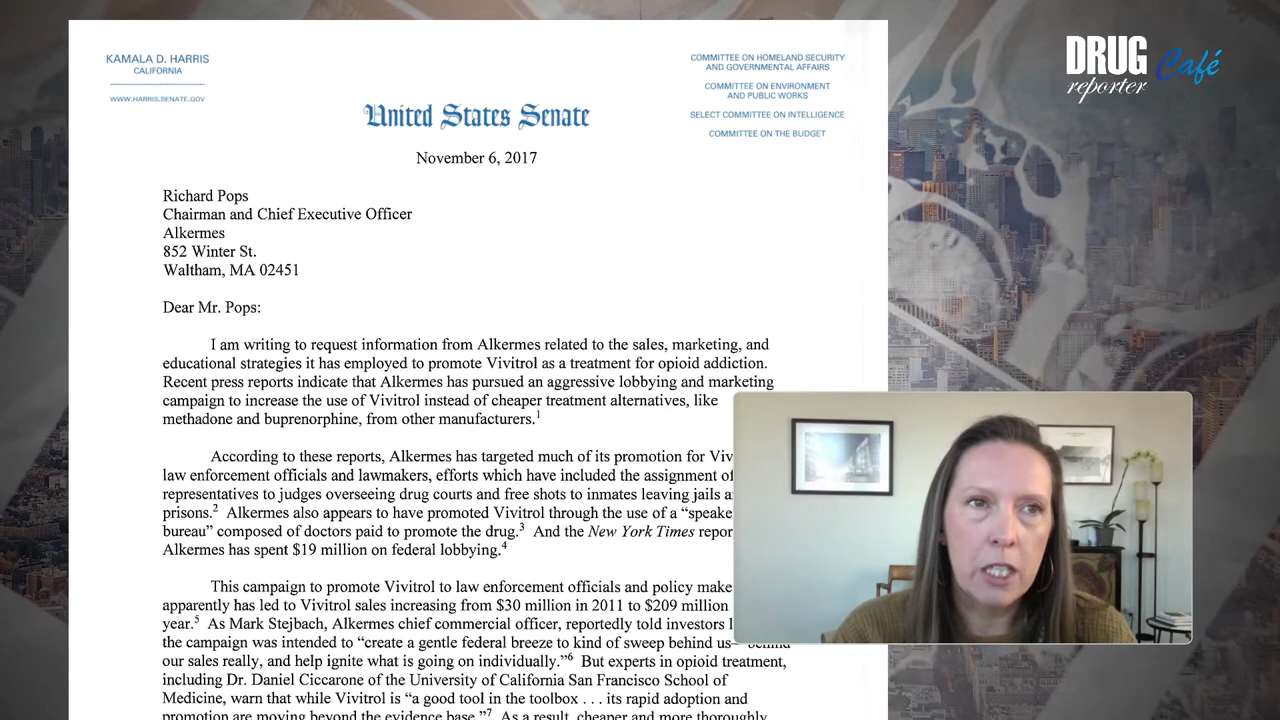 KAMALA D. HARRIS
CALIFORNIA
WWW.HARRIS.SENATE.GOV
COMMITTEE ON HOMELAND SECURITY
AND GOVERNMENTAL AFFAIRS
COMMITTEE ON ENVIRONMENT
AND PUBLIC WORKS
SELECT COMMITTEE ON INTELLIGENCE
COMMITTEE ON THE BUDGET
United States Senate
November 6, 2017
Richard Pops
Chairman and Chief Executive Officer
Alkermes
852 Winter St.
Waltham, MA 02451
Dear Mr. Pops:
I am writing to request information from Alkermes related to the sales, marketing, and
educational strategies it has employed to promote Vivitrol as a treatment for opioid addiction.
Recent press reports indicate that Alkermes has pursued an aggressive lobbying and marketing
campaign to increase the use of Vivitrol instead of cheaper treatment alternatives, like
methadone and buprenorphine, from other manufacturers.1
According to these reports, Alkermes has targeted much of its promotion for
law enforcement officials and lawmakers, efforts which have included the assignment of
representatives to judges overseeing drug courts and free shots to inmates leaving jails
prisons.2 Alkermes also appears to have promoted Vivitrol through the use of a
bureau” composed of doctors paid to promote the drug.3 And the New York Times
Alkermes has spent $19 million on federal lobbying.4
This campaign to promote Vivitrol to law enforcement officials and policy
apparently has led to Vivitrol sales increasing from $30 million in 2011 to $209 million
year.5 As Mark Stejbach, Alkermes chief commercial officer, reportedly told investors
the campaign was intended to “create a gentle federal breeze to kind of sweep behind us—
our sales really, and help ignite what is going on individually.”6 But experts in opioid treatment,
including Dr. Daniel Ciccarone of the University of California San Francisco School of
Medicine, warn that while Vivitrol is “a good tool in the toolbox . . . its rapid adoption and
promotion are moving beyond the evidence base.”7 As a result, cheaper and more thoroughly
DRUG
reporter
Café